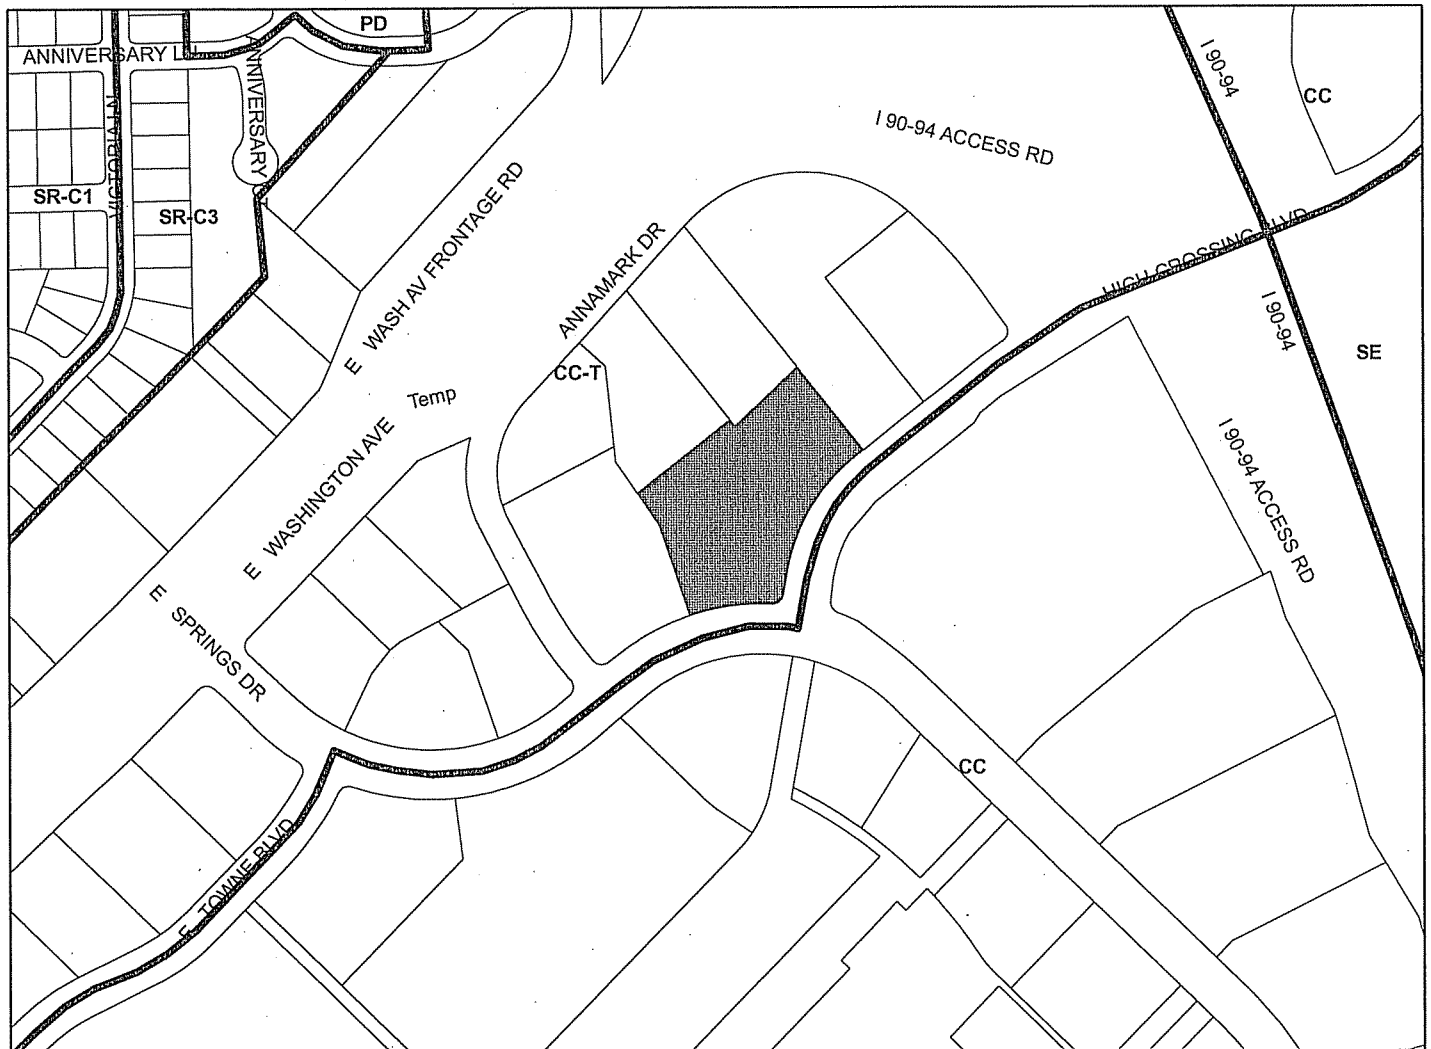 PD
ANNIVERSARY LN
ANNIVERSARY
VICTORIA LN
SR-C1
SR-C3
I 90-94
CC
I 90-94 ACCESS RD
E WASH AV FRONTAGE RD
ANNAMARK DR
HIGH CROSSING BLVD
I 90-94
SE
CC-T
Temp
E WASHINGTON AVE
I 90-94 ACCESS RD
E SPRINGS DR
CC
E TOWNE BLVD